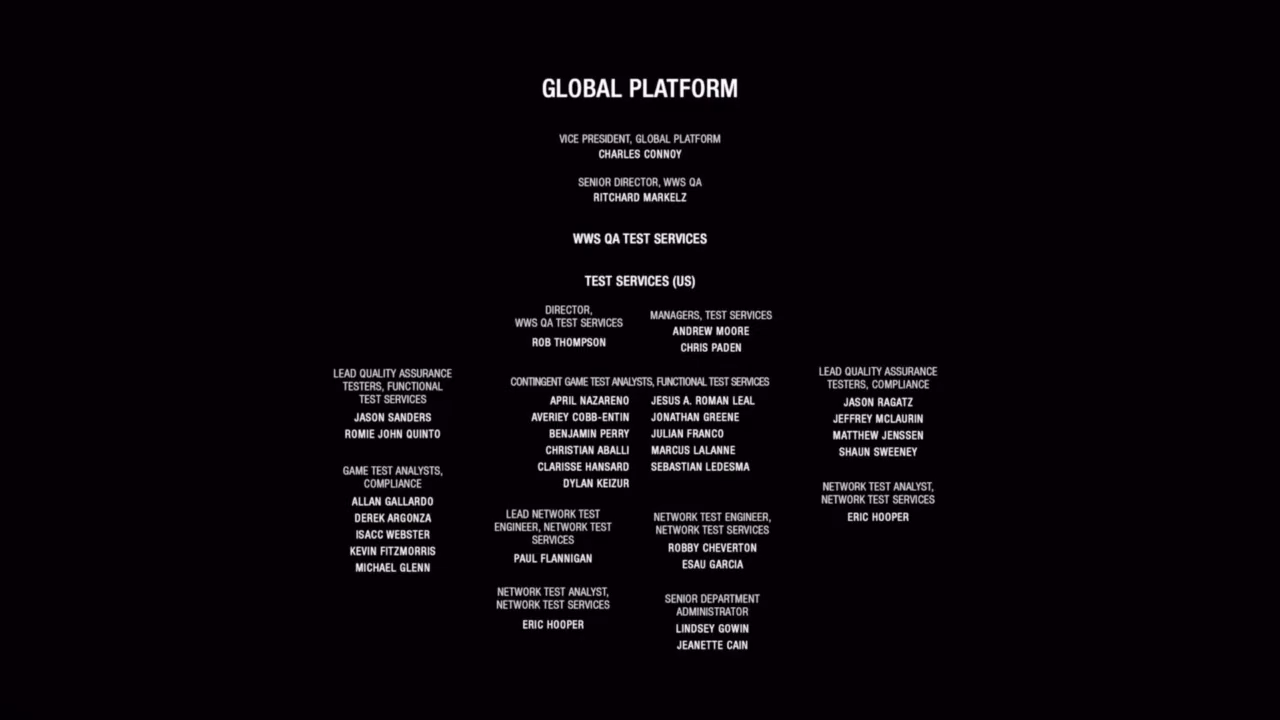 GLOBAL PLATFORM
VICE PRESIDENT, GLOBAL PLATFORM
CHARLES CONNOY
SENIOR DIRECTOR, WWS QA
RITCHARD MARKELZ
WWS QA TEST SERVICES
TEST SERVICES (US)
DIRECTOR,
WWS QA TEST SERVICES
ROB THOMPSON
MANAGERS, TEST SERVICES
ANDREW MOORE
CHRIS PADEN
LEAD QUALITY ASSURANCE
TESTERS, FUNCTIONAL
TEST SERVICES
JASON SANDERS
ROMIE JOHN QUINTO
GAME TEST ANALYSTS,
COMPLIANCE
ALLAN GALLARDO
DEREK ARGONZA
ISACC WEBSTER
KEVIN FITZMORRIS
MICHAEL GLENN
CONTINGENT GAME TEST ANALYSTS, FUNCTIONAL TEST SERVICES
APRIL NAZARENO
AVERIEY COBB-ENTIN
BENJAMIN PERRY
CHRISTIAN ABALLI
CLARISSE HANSARD
DYLAN KEIZUR
JESUS A. ROMAN LEAL
JONATHAN GREENE
JULIAN FRANCO
MARCUS LALANNE
SEBASTIAN LEDESMA
LEAD NETWORK TEST
ENGINEER, NETWORK TEST
SERVICES
PAUL FLANNIGAN
NETWORK TEST ANALYST,
NETWORK TEST SERVICES
ERIC HOOPER
NETWORK TEST ENGINEER,
NETWORK TEST SERVICES
ROBBY CHEVERTON
ESAU GARCIA
SENIOR DEPARTMENT
ADMINISTRATOR
LINDSEY GOWIN
JEANETTE CAIN
LEAD QUALITY ASSURANCE
TESTERS, COMPLIANCE
JASON RAGATZ
JEFFREY MCLAURIN
MATTHEW JENSSEN
SHAUN SWEENEY
NETWORK TEST ANALYST,
NETWORK TEST SERVICES
ERIC HOOPER